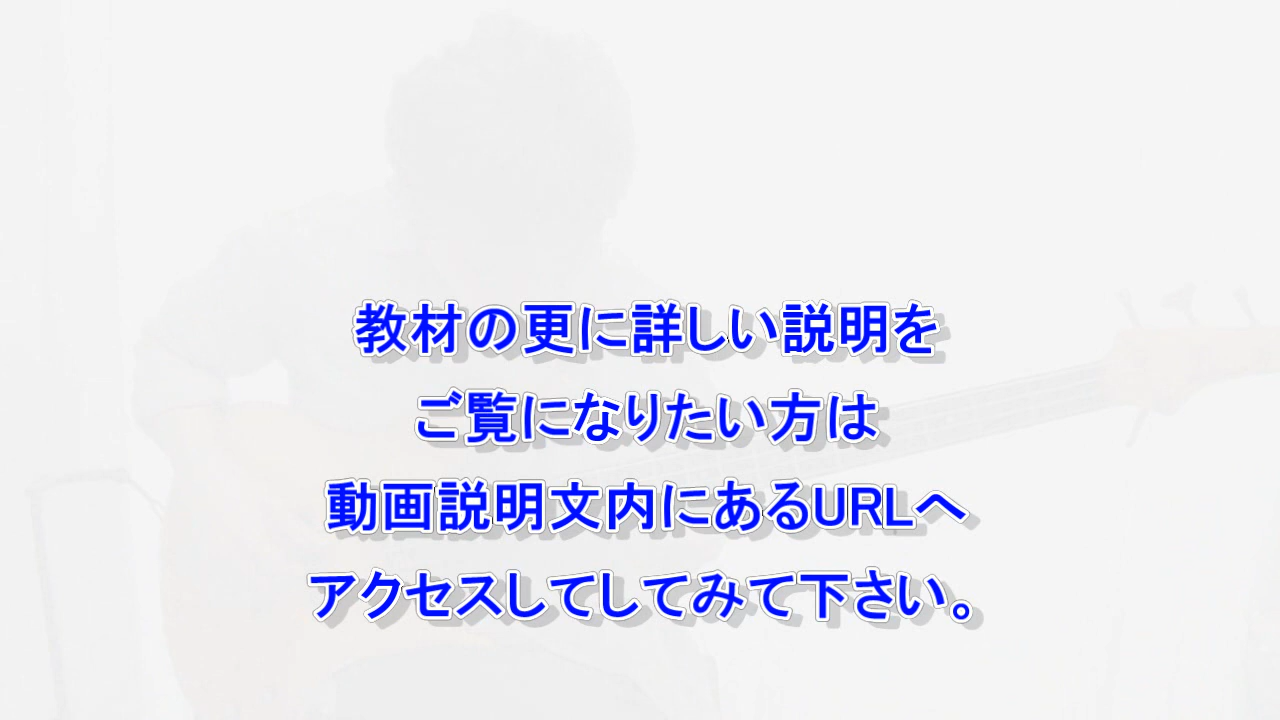 教材の更に詳しい説明を
ご覧になりたい方は
動画説明文内にあるURLへ
アクセスしてしてみて下さい。